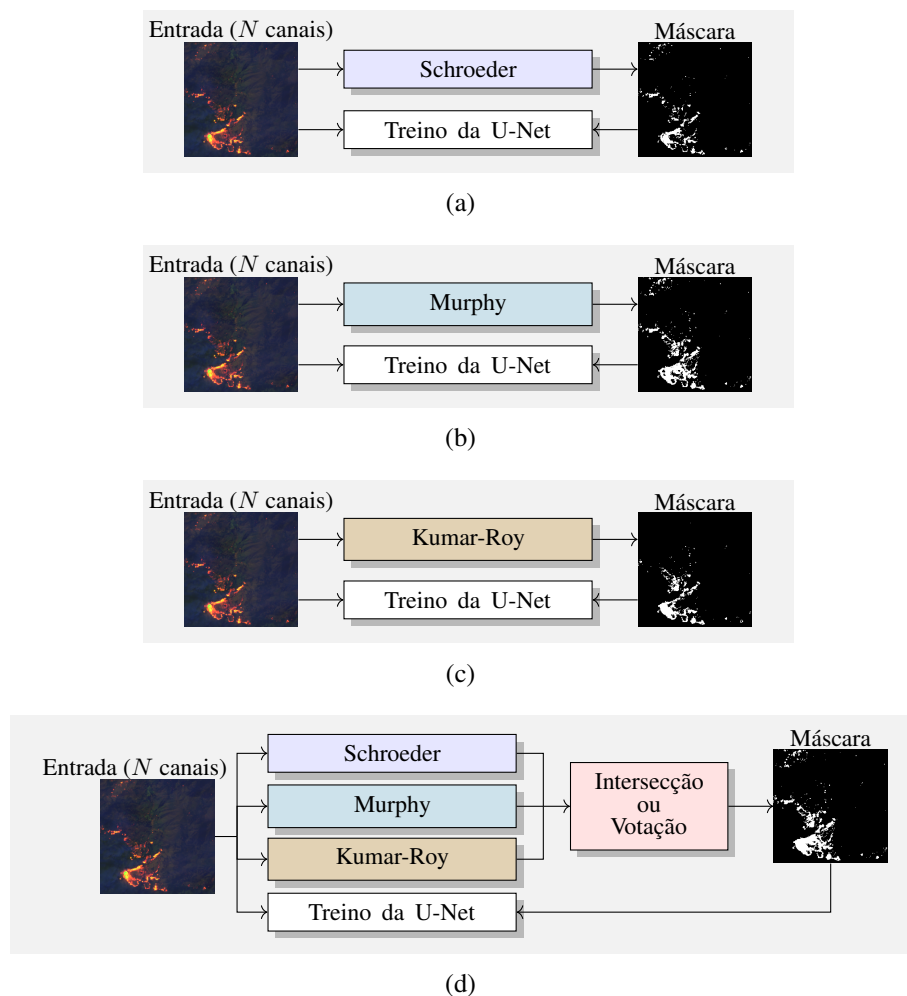 Entrada (N canais)
Máscara
Schroeder
Treino da U-Net
(a)
Entrada (N canais)
Máscara
Murphy
Treino da U-Net
(b)
Entrada (N canais)
Máscara
Kumar-Roy
Treino da U-Net
(c)
Entrada (N canais)
Schroeder
Murphy
Kumar-Roy
Treino da U-Net
Intersecção
ou
Votação
Máscara
(d)